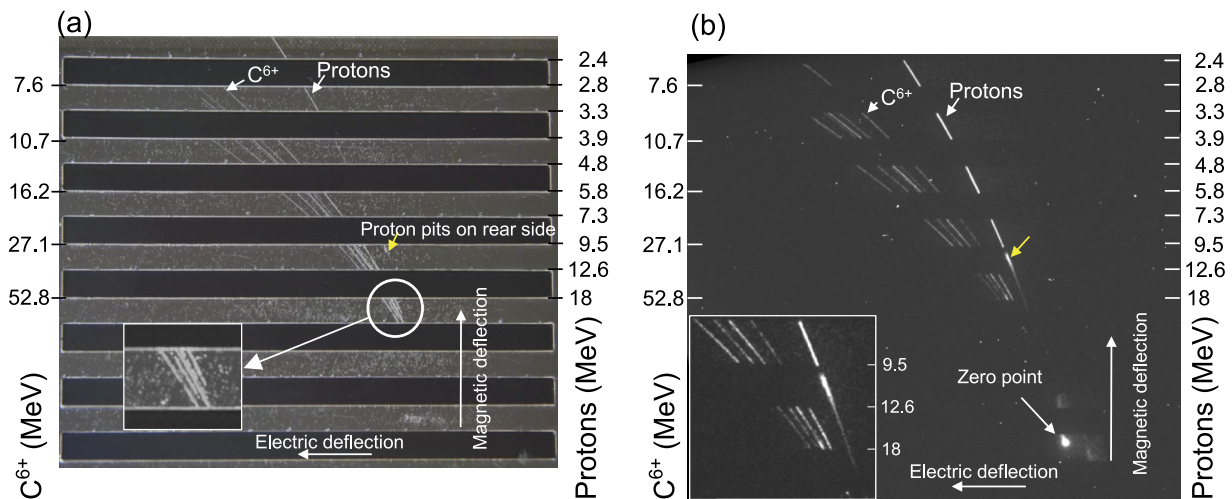 (a)
C⁶⁺
Protons
7.6
10.7
16.2
27.1
52.8
C⁶⁺ (MeV)
Proton pits on rear side
Electric deflection
Magnetic deflection
2.4
2.8
3.3
3.9
4.8
5.8
7.3
9.5
12.6
18
Protons (MeV)
(b)
C⁶⁺
Protons
7.6
10.7
16.2
27.1
52.8
C⁶⁺ (MeV)
9.5
12.6
18
Zero point
Electric deflection
Magnetic deflection
2.4
2.8
3.3
3.9
4.8
5.8
7.3
9.5
12.6
18
Protons (MeV)